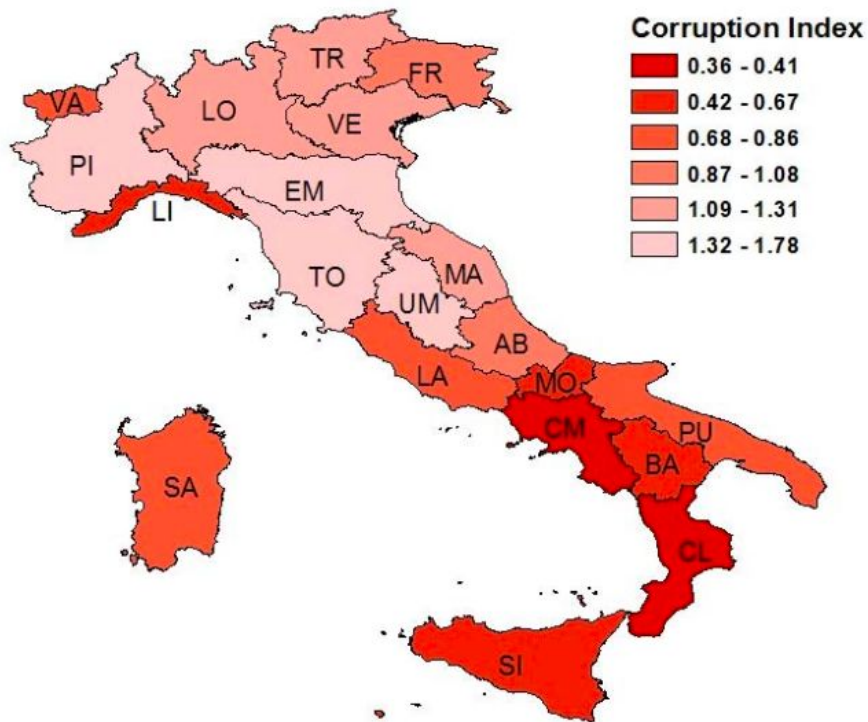 Corruption Index
0.36 - 0.41
0.42 - 0.67
0.68 - 0.86
0.87 - 1.08
1.09 - 1.31
1.32 - 1.78
TR
FR
VA
LO
VE
PI
EM
LI
TO
MA
UM
AB
LA
MO
CM
PU
BA
SA
CL
SI